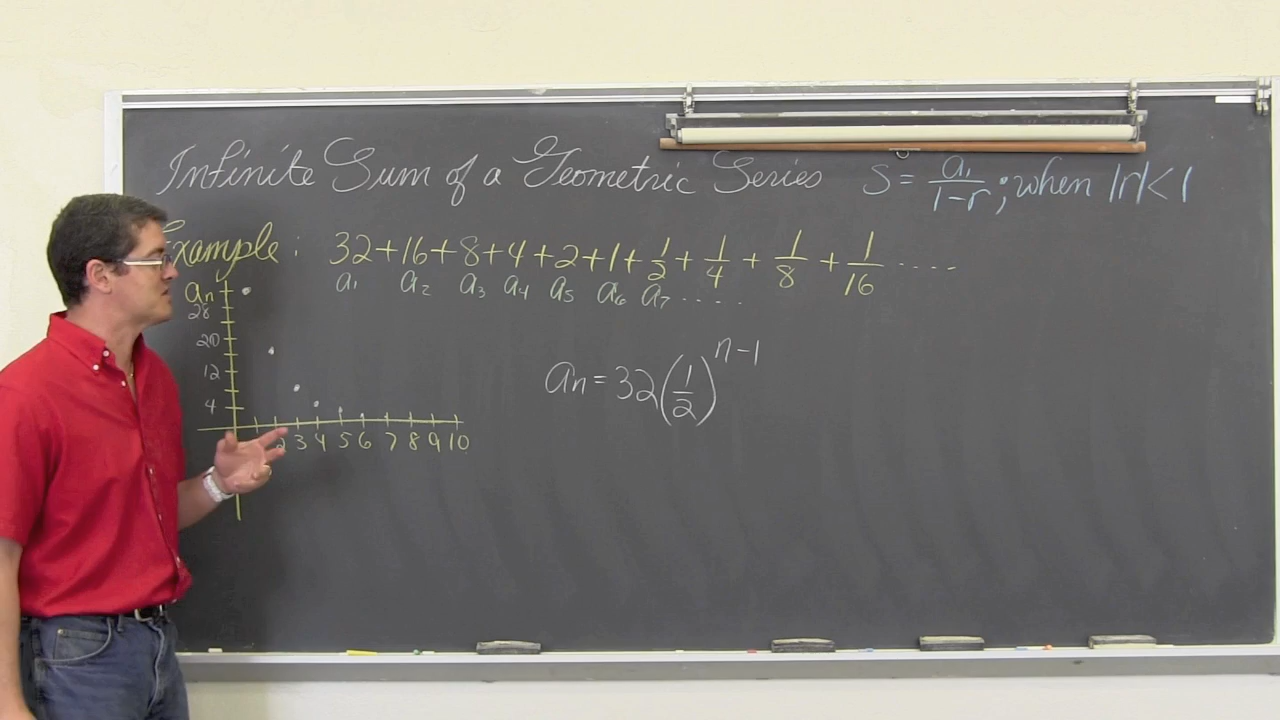 Infinite Sum of a Geometric Series S = a₁/(1-r); when |r|<1
Example: 32+16+8+4+2+1+1/2+1/4+1/8+1/16.....
a₁ a₂ a₃ a₄ a₅ a₆ a₇.....
aₙ
28
20
12
4
aₙ=32(1/2)ⁿ⁻¹
2 3 4 5 6 7 8 9 10